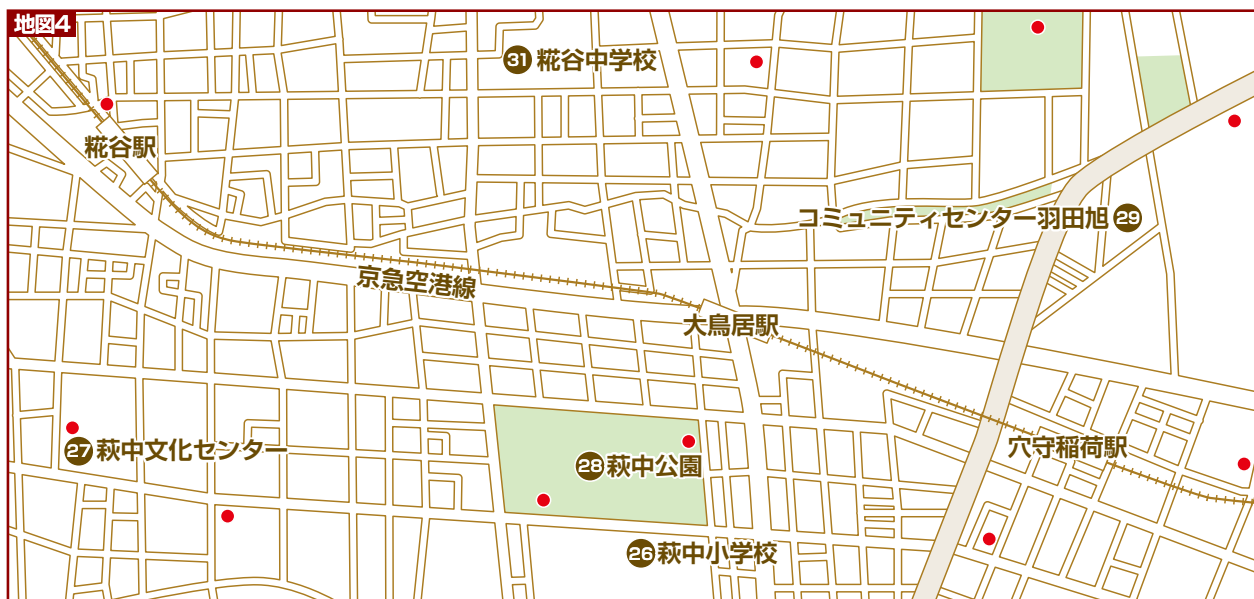 地図4
31 糀谷中学校
糀谷駅
コミュニティセンター羽田旭 29
京急空港線
大鳥居駅
27 萩中文化センター
28 萩中公園
穴守稲荷駅
26 萩中小学校